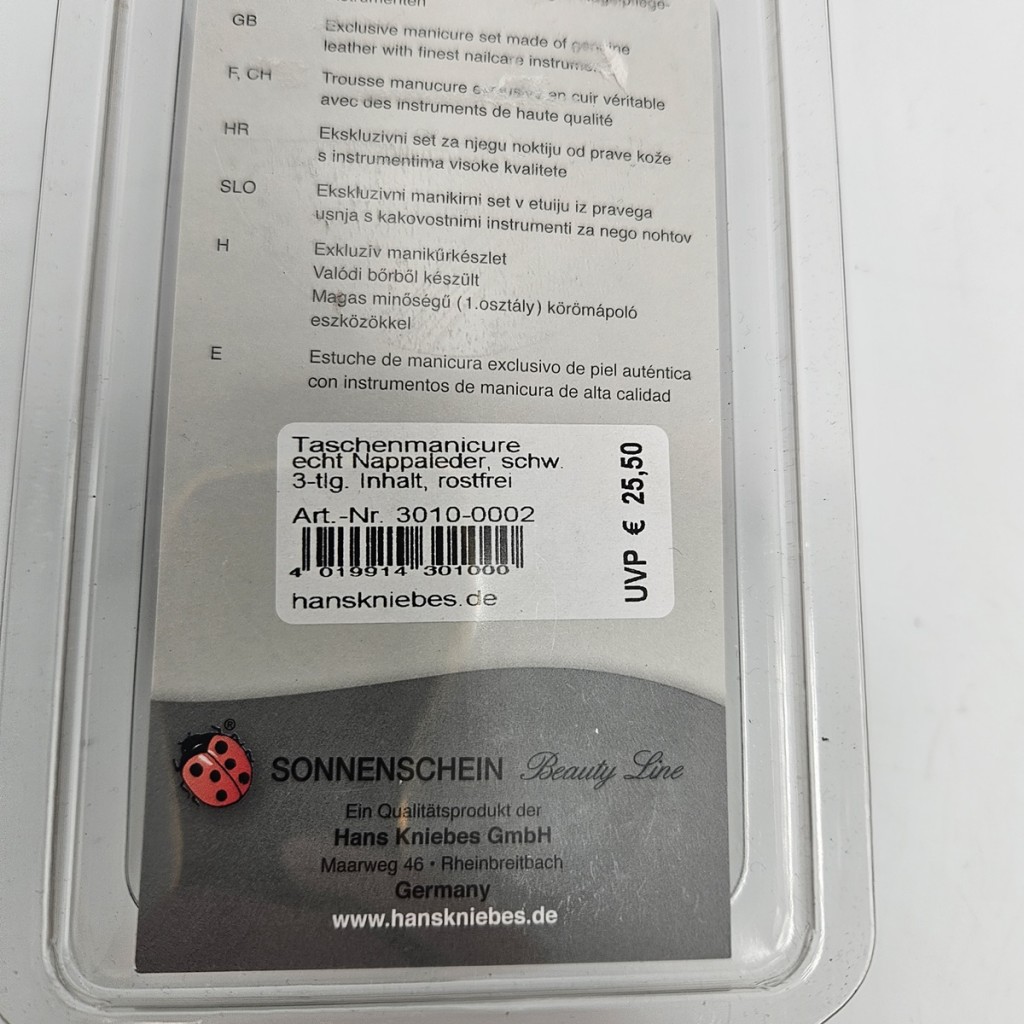 GB
Exclusive manicure set made of genuine
leather with finest nailcare
F, CH
Trousse manucure en cuir véritable
avec des instruments de haute qualité
HR
Ekskluzivni set za njegu noktiju od prave kože
s instrumentima visoke kvalitete
SLO
Ekskluzivni manikirni set v etuiju iz pravega
usnja s kakovostnimi instrumenti za nego nohtov
H
Exkluzív manikűrkészlet
Valódi bőrből készült
Magas minőségű (1.osztály) körömápoló
eszközökkel
E
Estuche de manicura exclusivo de piel auténtica
con instrumentos de manicura de alta calidad
Taschenmanicure
echt Nappaleder, schw.
3-tlg. Inhalt, rostfrei
Art.-Nr. 3010-0002
4 019914 301000
hanskniebes.de
UVP € 25,50
®
SONNENSCHEIN Beauty Line
Ein Qualitätsprodukt der
Hans Kniebes GmbH
Maarweg 46 • Rheinbreitbach
Germany
www.hanskniebes.de